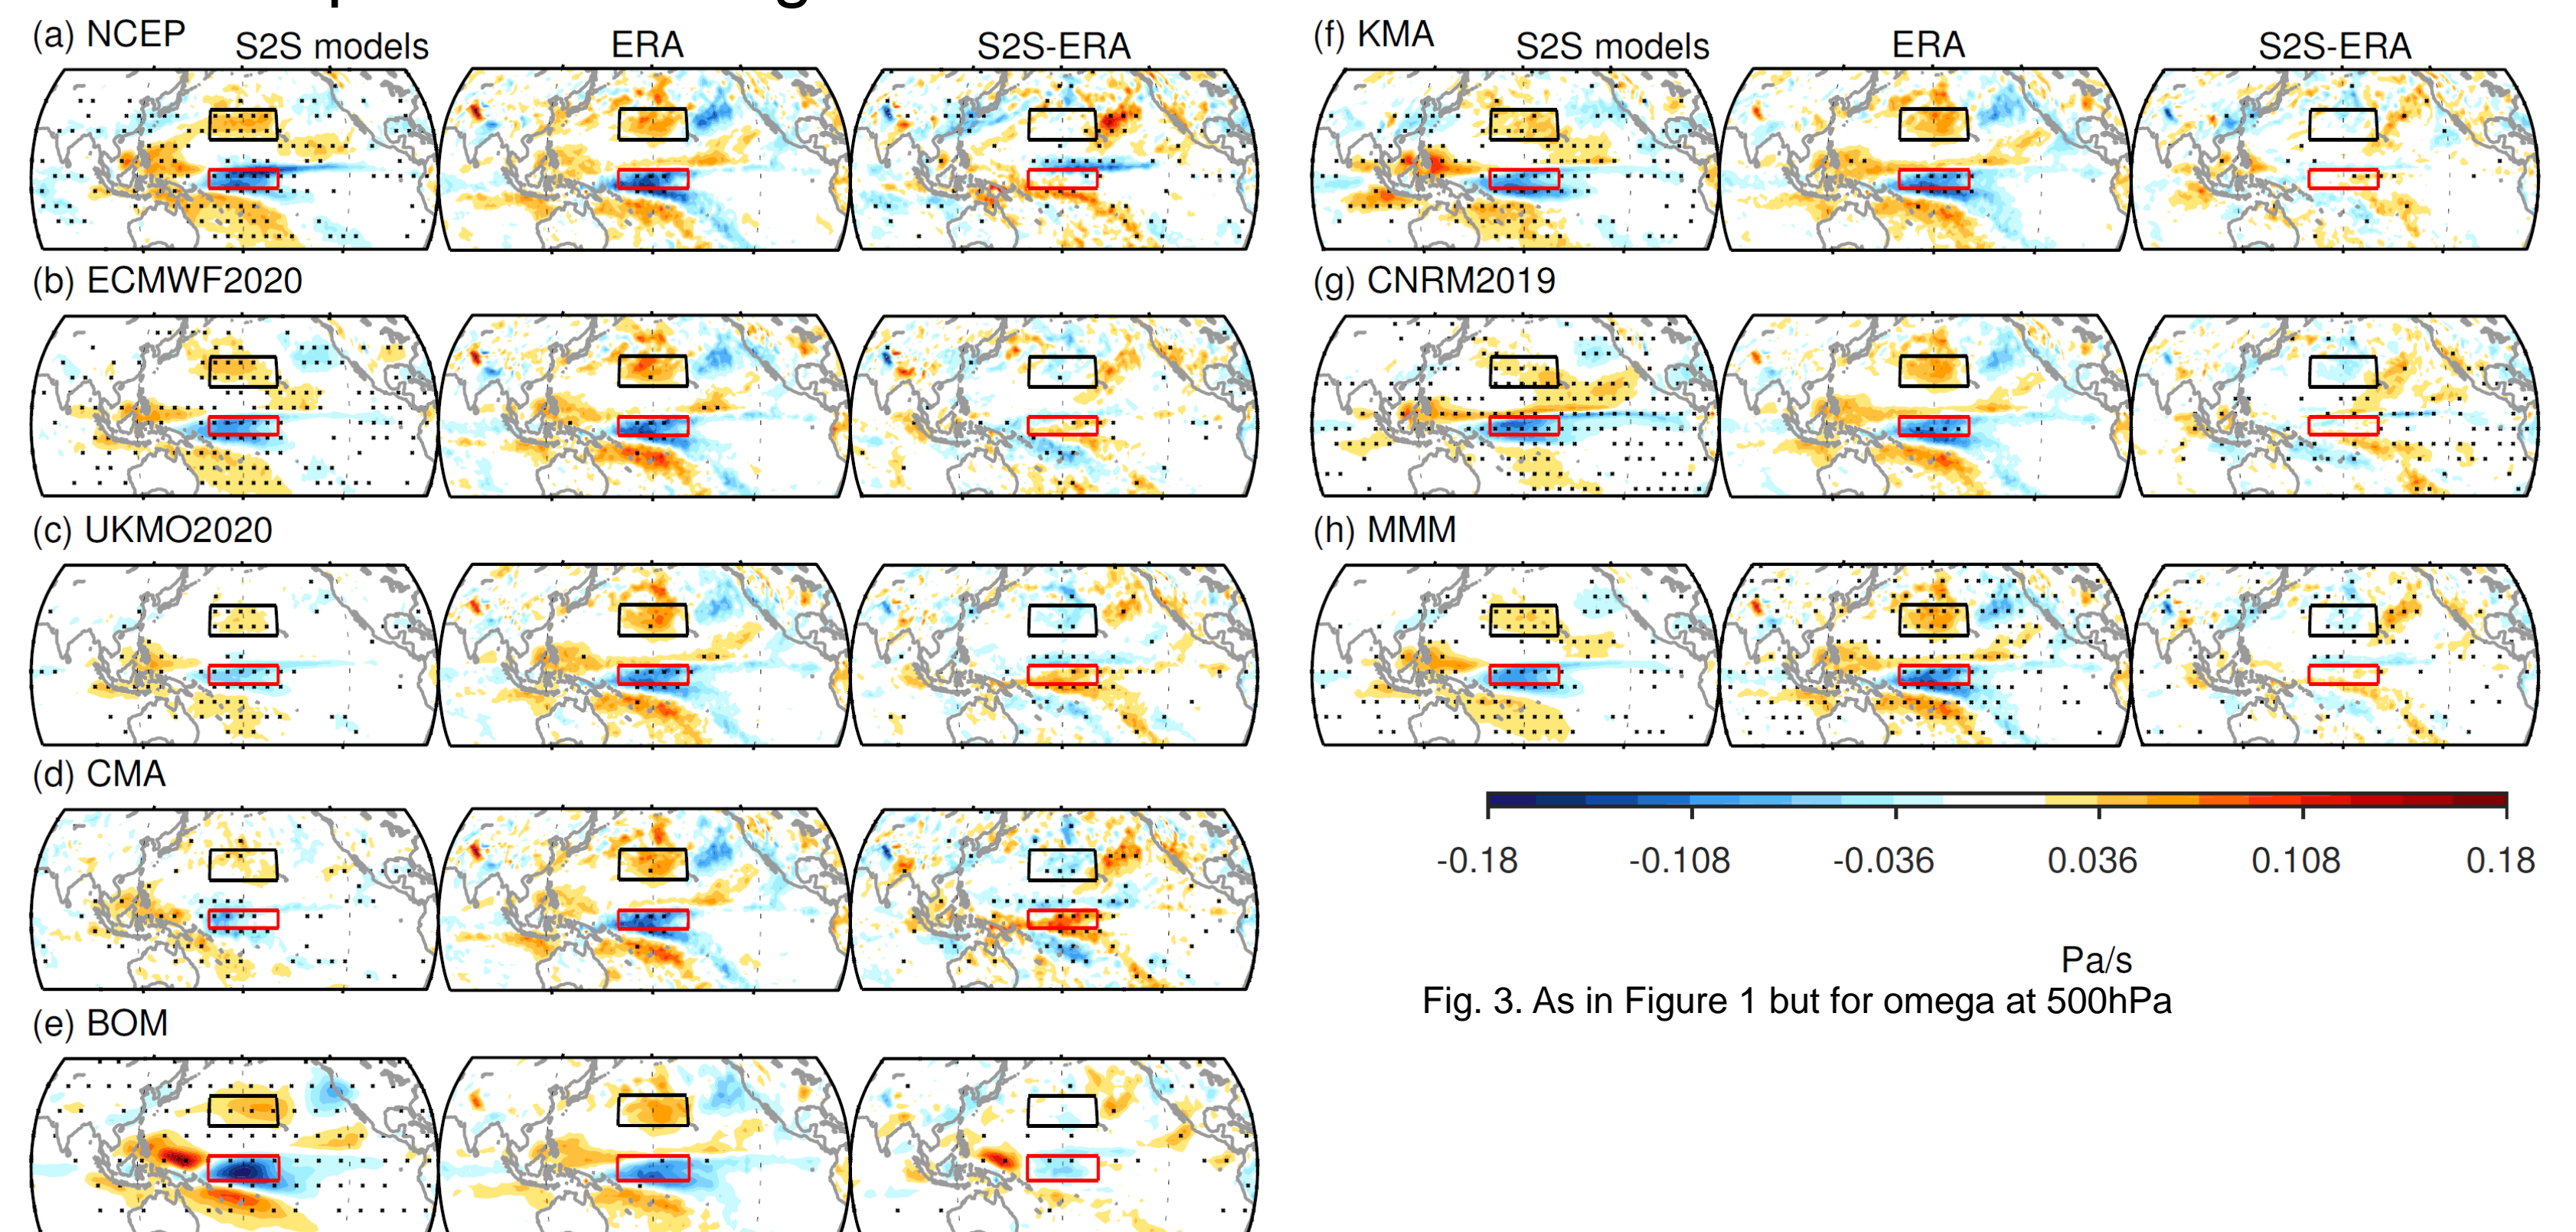 (a) NCEP
S2S models
ERA
S2S-ERA
(b) ECMWF2020
(c) UKMO2020
(d) CMA
(e) BOM
(f) KMA
S2S models
ERA
S2S-ERA
(g) CNRM2019
(h) MMM
-0.18 -0.108 -0.036 0.036 0.108 0.18
Pa/s
Fig. 3. As in Figure 1 but for omega at 500hPa